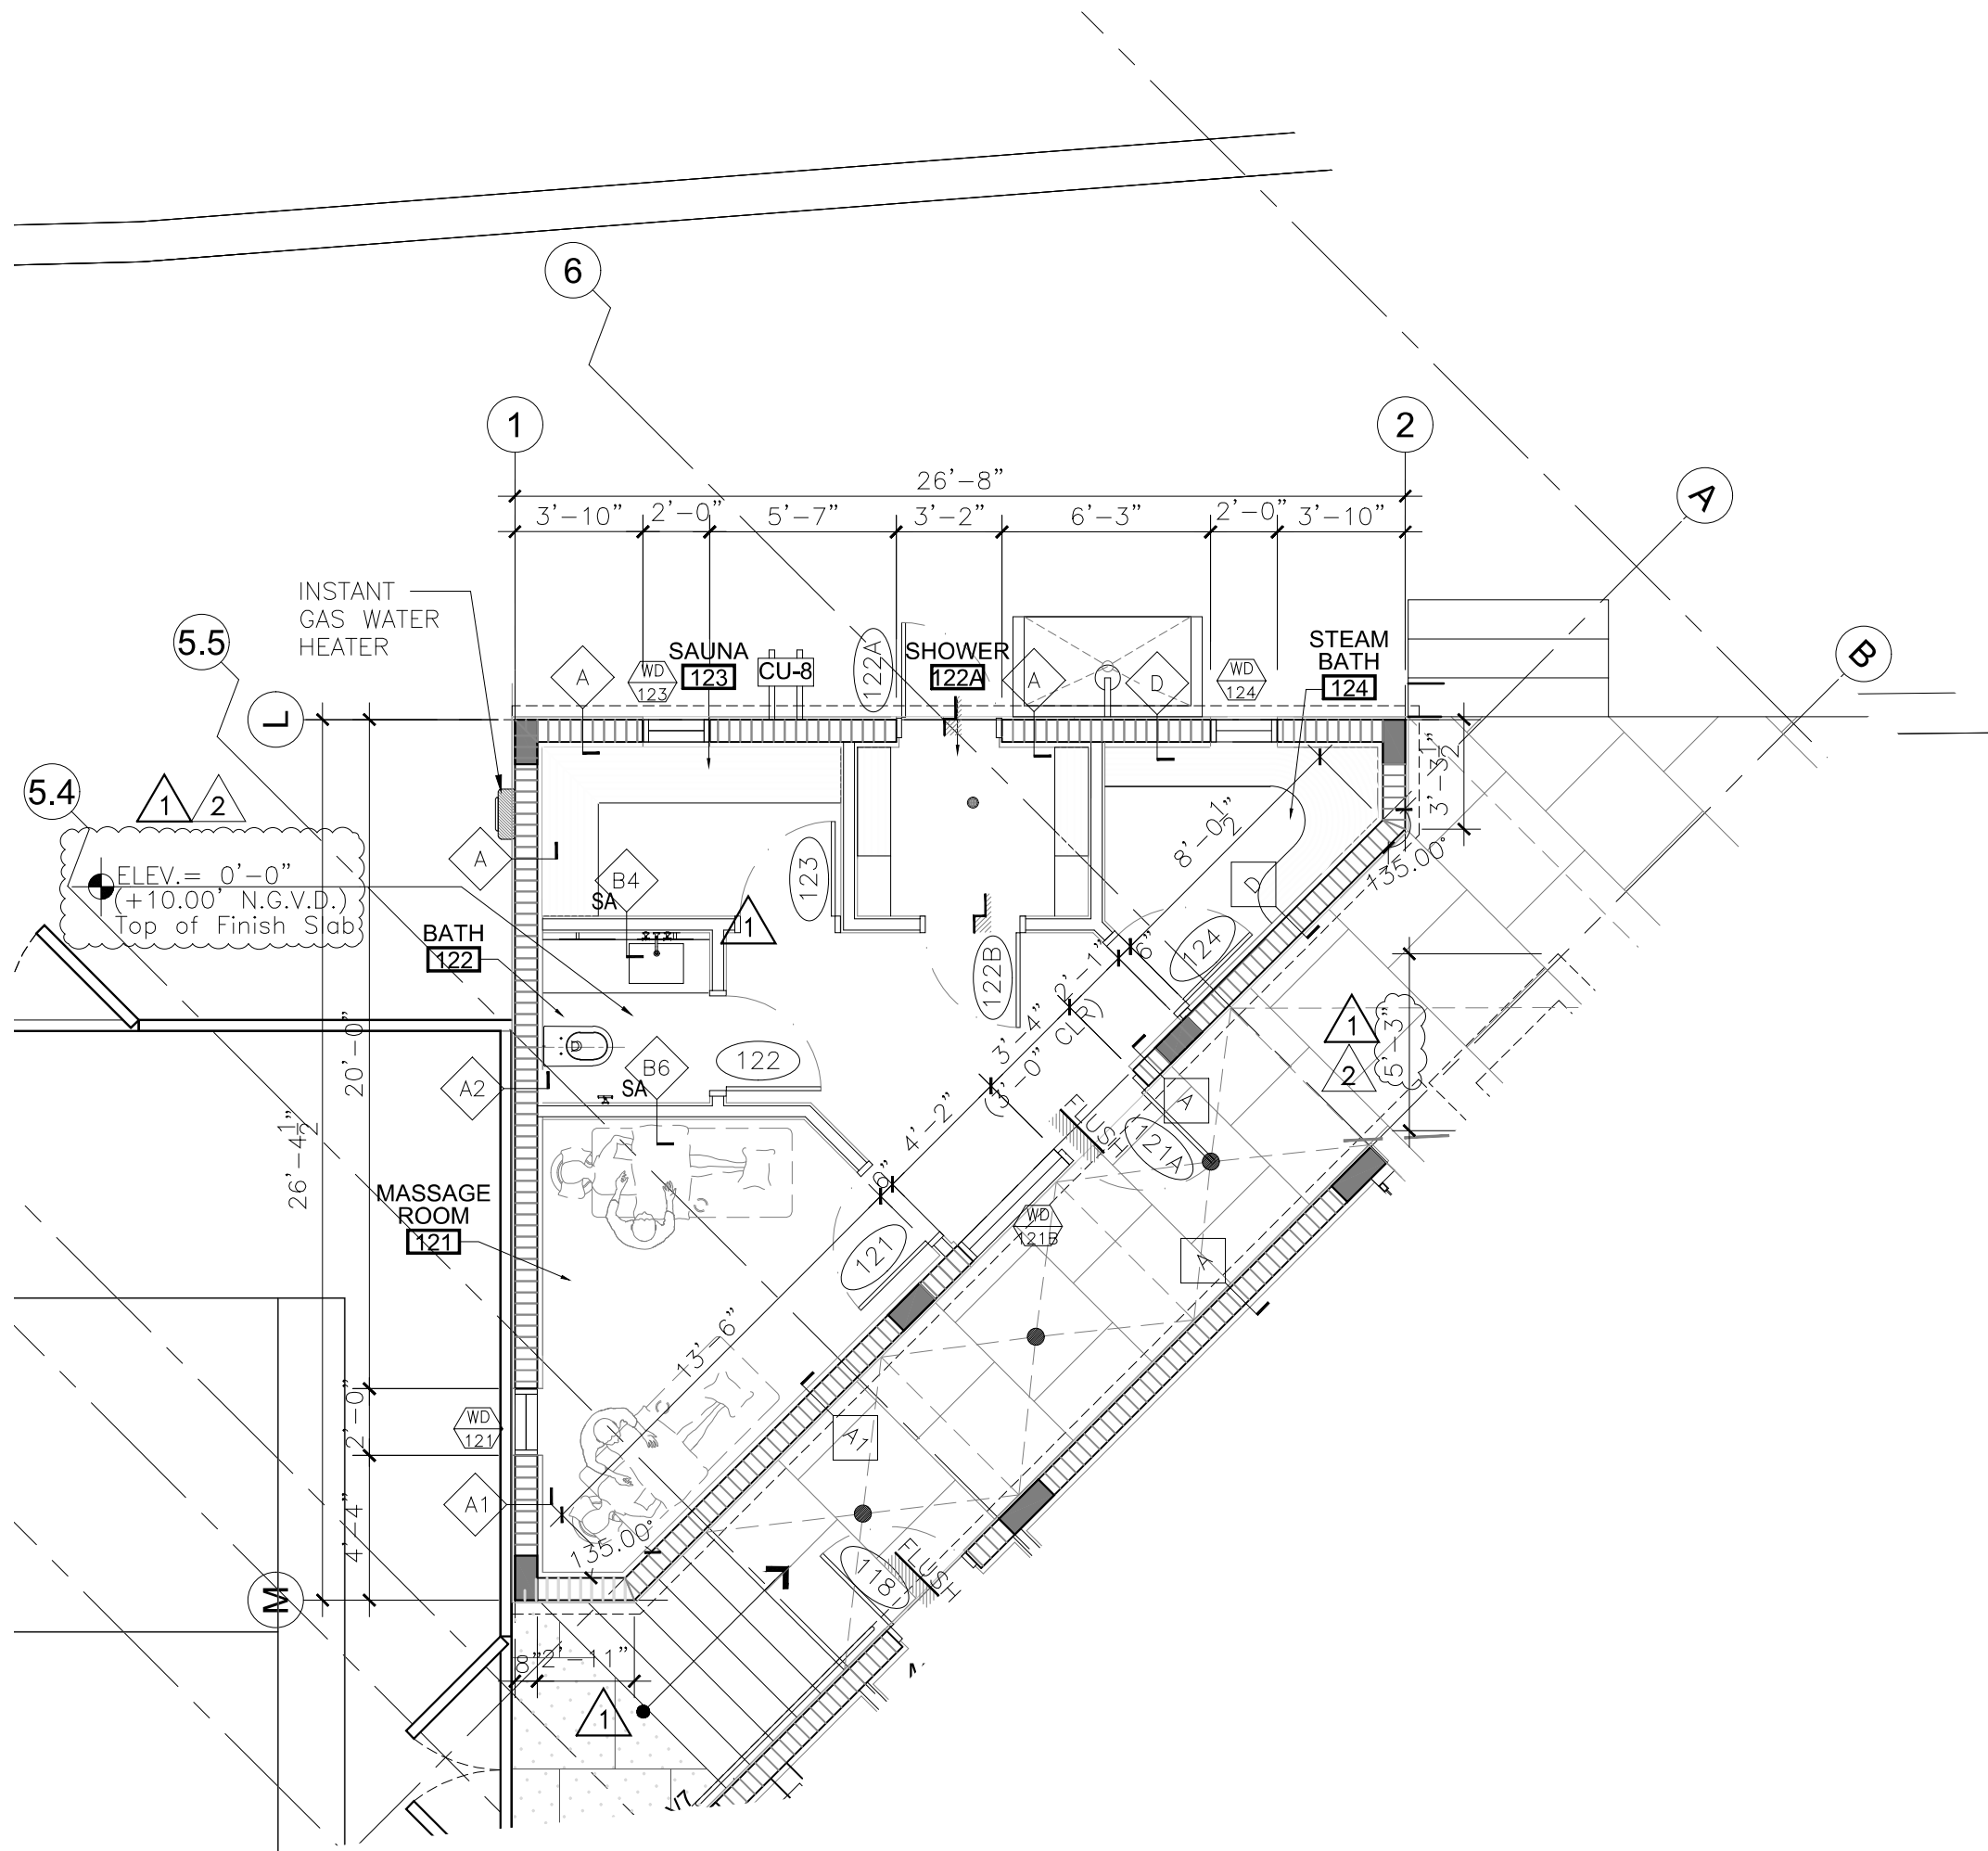 6
1
2
A
B
26'-8"
3'-10"
2'-0"
5'-7"
3'-2"
6'-3"
2'-0"
3'-10"
INSTANT
GAS WATER
HEATER
5.5
L
5.4
1
2
ELEV.= 0'-0"
(+10.00' N.G.V.D.)
Top of Finish Slab
A
WD
123
SAUNA
123
CU-8
122A
SHOWER
122A
A
D
WD
124
STEAM
BATH
124
3'-3 1/2"
135.00°
8'-0 1/2"
D
A
B4
SA
123
1
BATH
122
122B
124
6"
2'-1"
3'-4"
(3'-0" CLR)
1
2
5'-3"
20'-0"
26'-4 1/2"
A2
B6
SA
122
4'-2"
6"
FLUSH
121A
A
MASSAGE
ROOM
121
121
WD
121B
A
13'-6"
2'-0"
WD
121
A1
4'-4"
A1
135.00°
118
FLUSH
M
8"
2'-11"
1